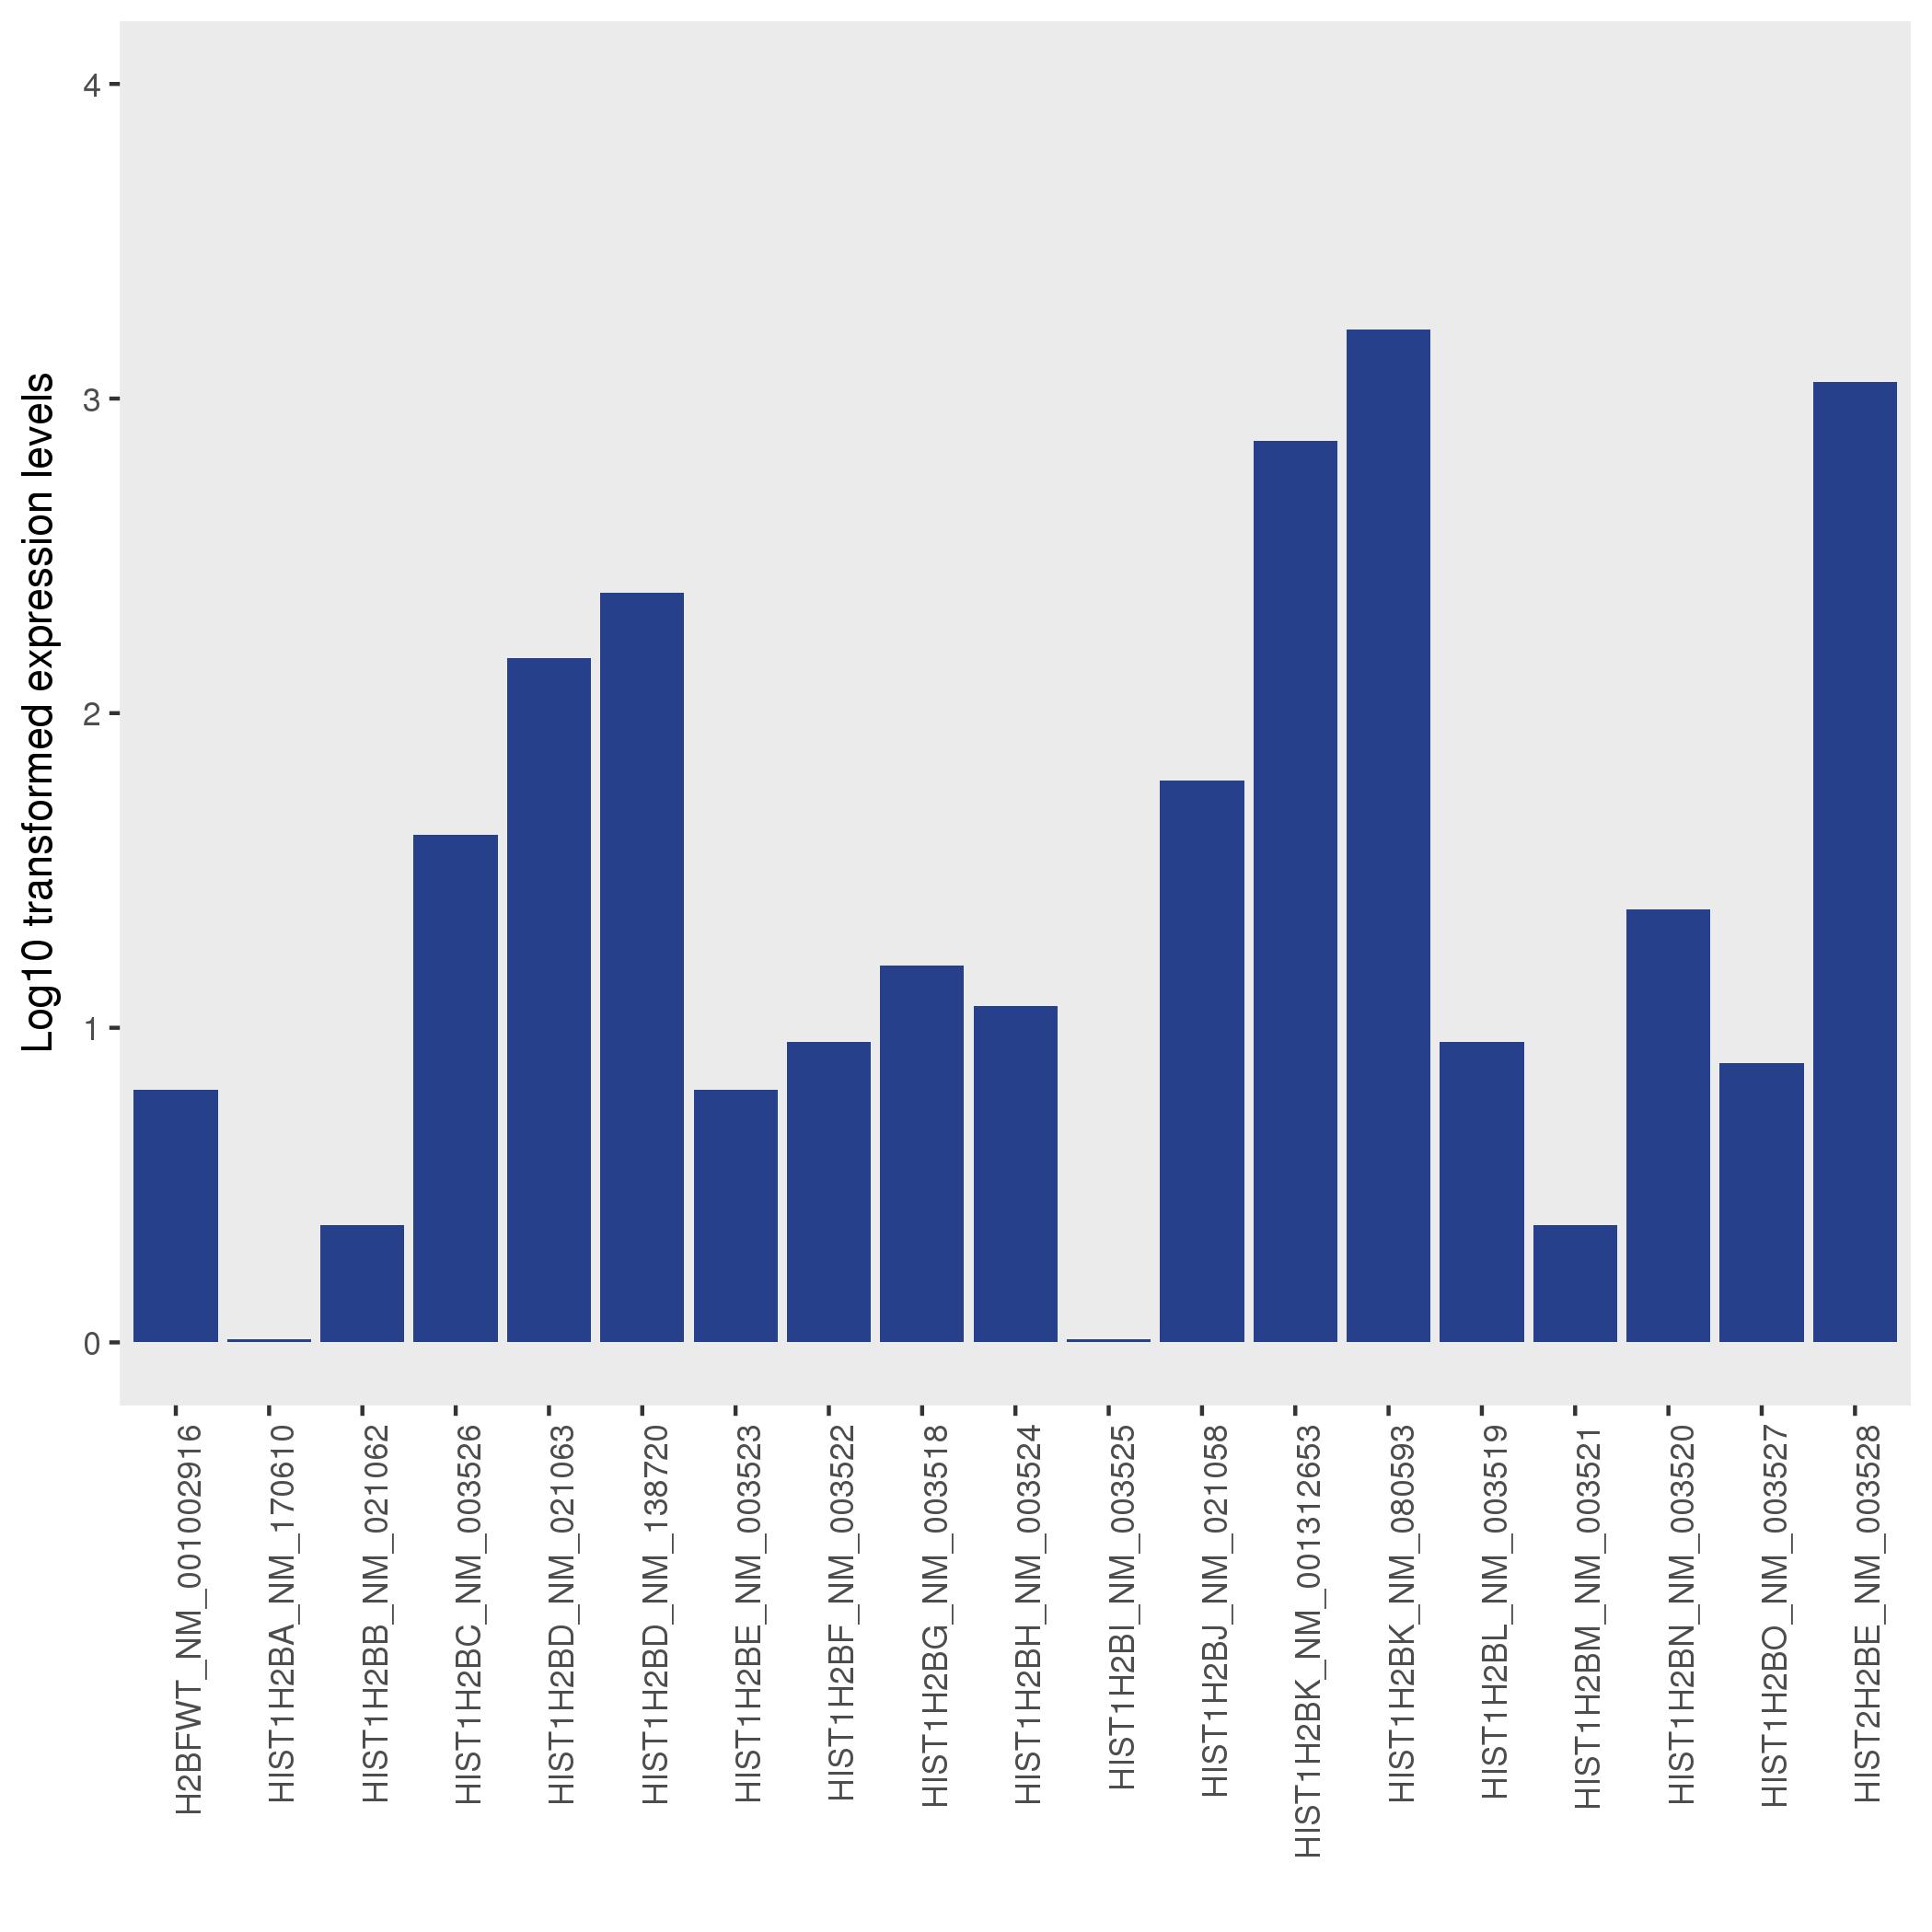 Log10 transformed expression levels
4
3
2
1
0
H2BFWT_NM_001002916
HIST1H2BA_NM_170610
HIST1H2BB_NM_021062
HIST1H2BC_NM_003526
HIST1H2BD_NM_021063
HIST1H2BD_NM_138720
HIST1H2BE_NM_003523
HIST1H2BF_NM_003522
HIST1H2BG_NM_003518
HIST1H2BH_NM_003524
HIST1H2BI_NM_003525
HIST1H2BJ_NM_021058
HIST1H2BK_NM_001312653
HIST1H2BK_NM_080593
HIST1H2BL_NM_003519
HIST1H2BM_NM_003521
HIST1H2BN_NM_003520
HIST1H2BO_NM_003527
HIST2H2BE_NM_003528